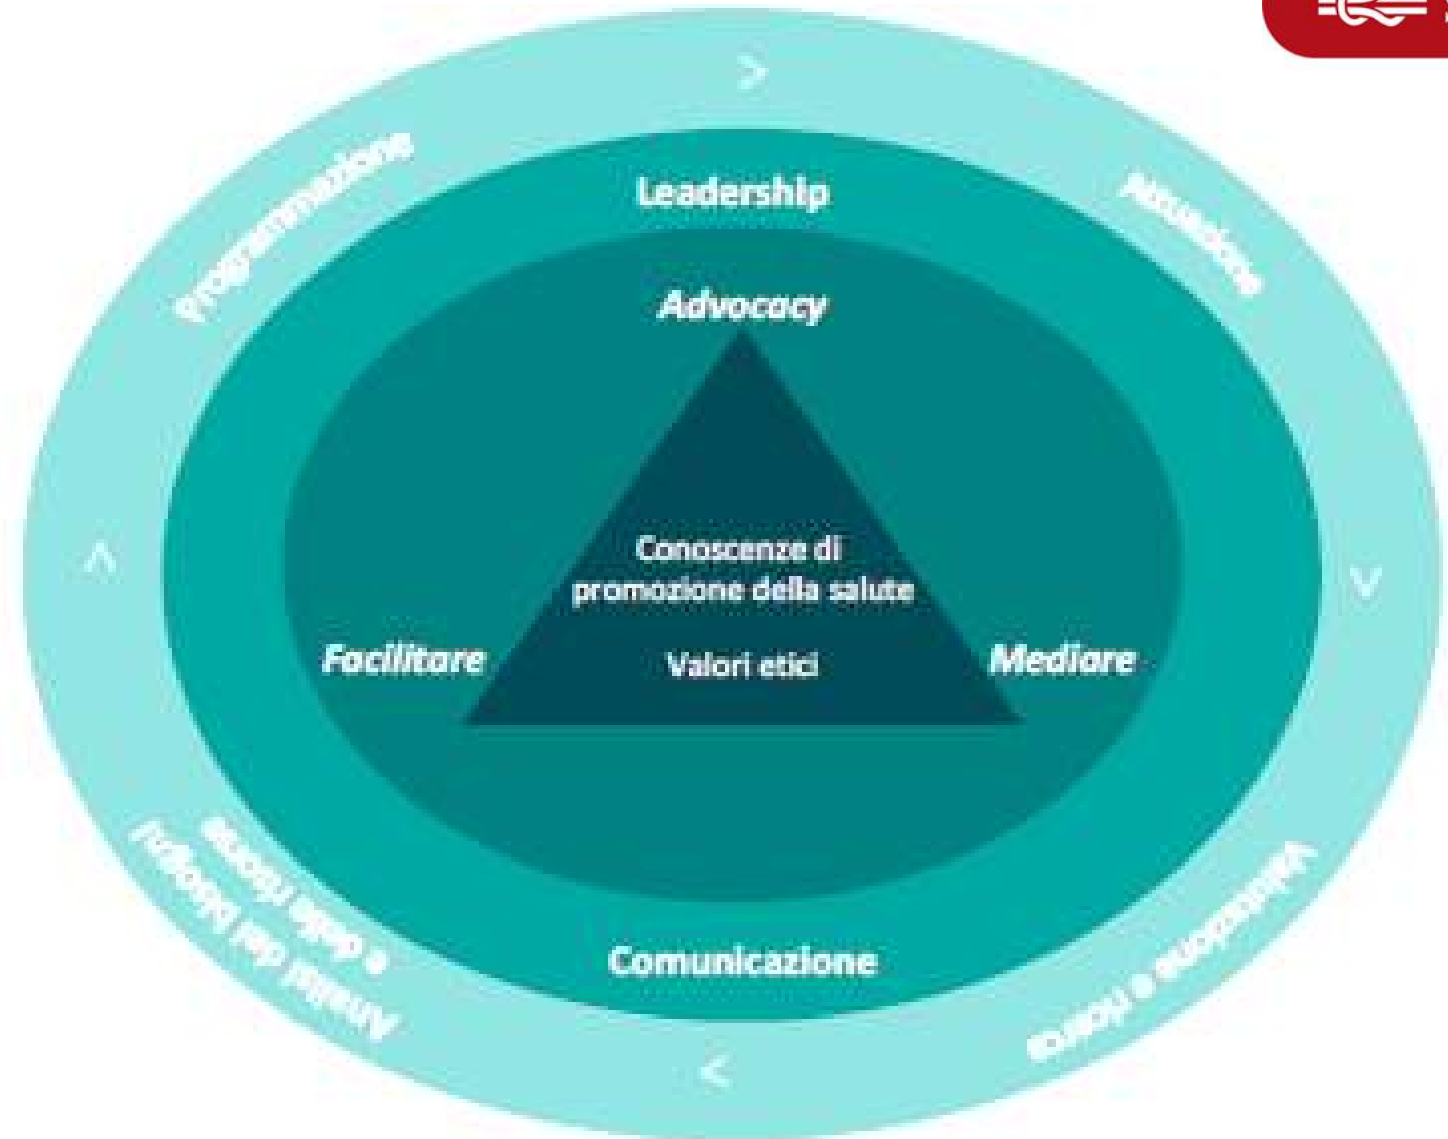 Programmazione
Attuazione
Leadership
Advocacy
Conoscenze di
promozione della salute
Facilitare
Valori etici
Mediare
Analisi dei bisogni
e delle risorse
Valutazione e ricerca
Comunicazione